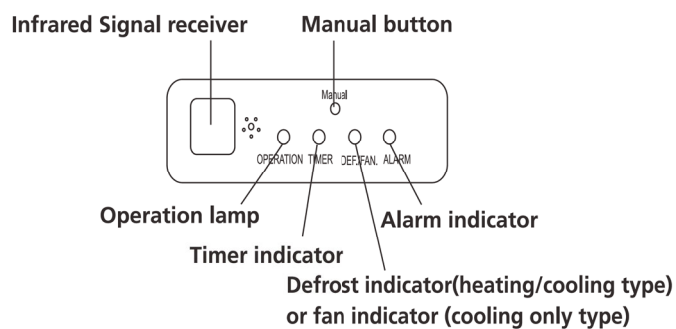 Infrared Signal receiver
Manual button
Manual
OPERATION TIMER DEF./FAN. ALARM
Operation lamp
Alarm indicator
Timer indicator
Defrost indicator(heating/cooling type)
or fan indicator (cooling only type)